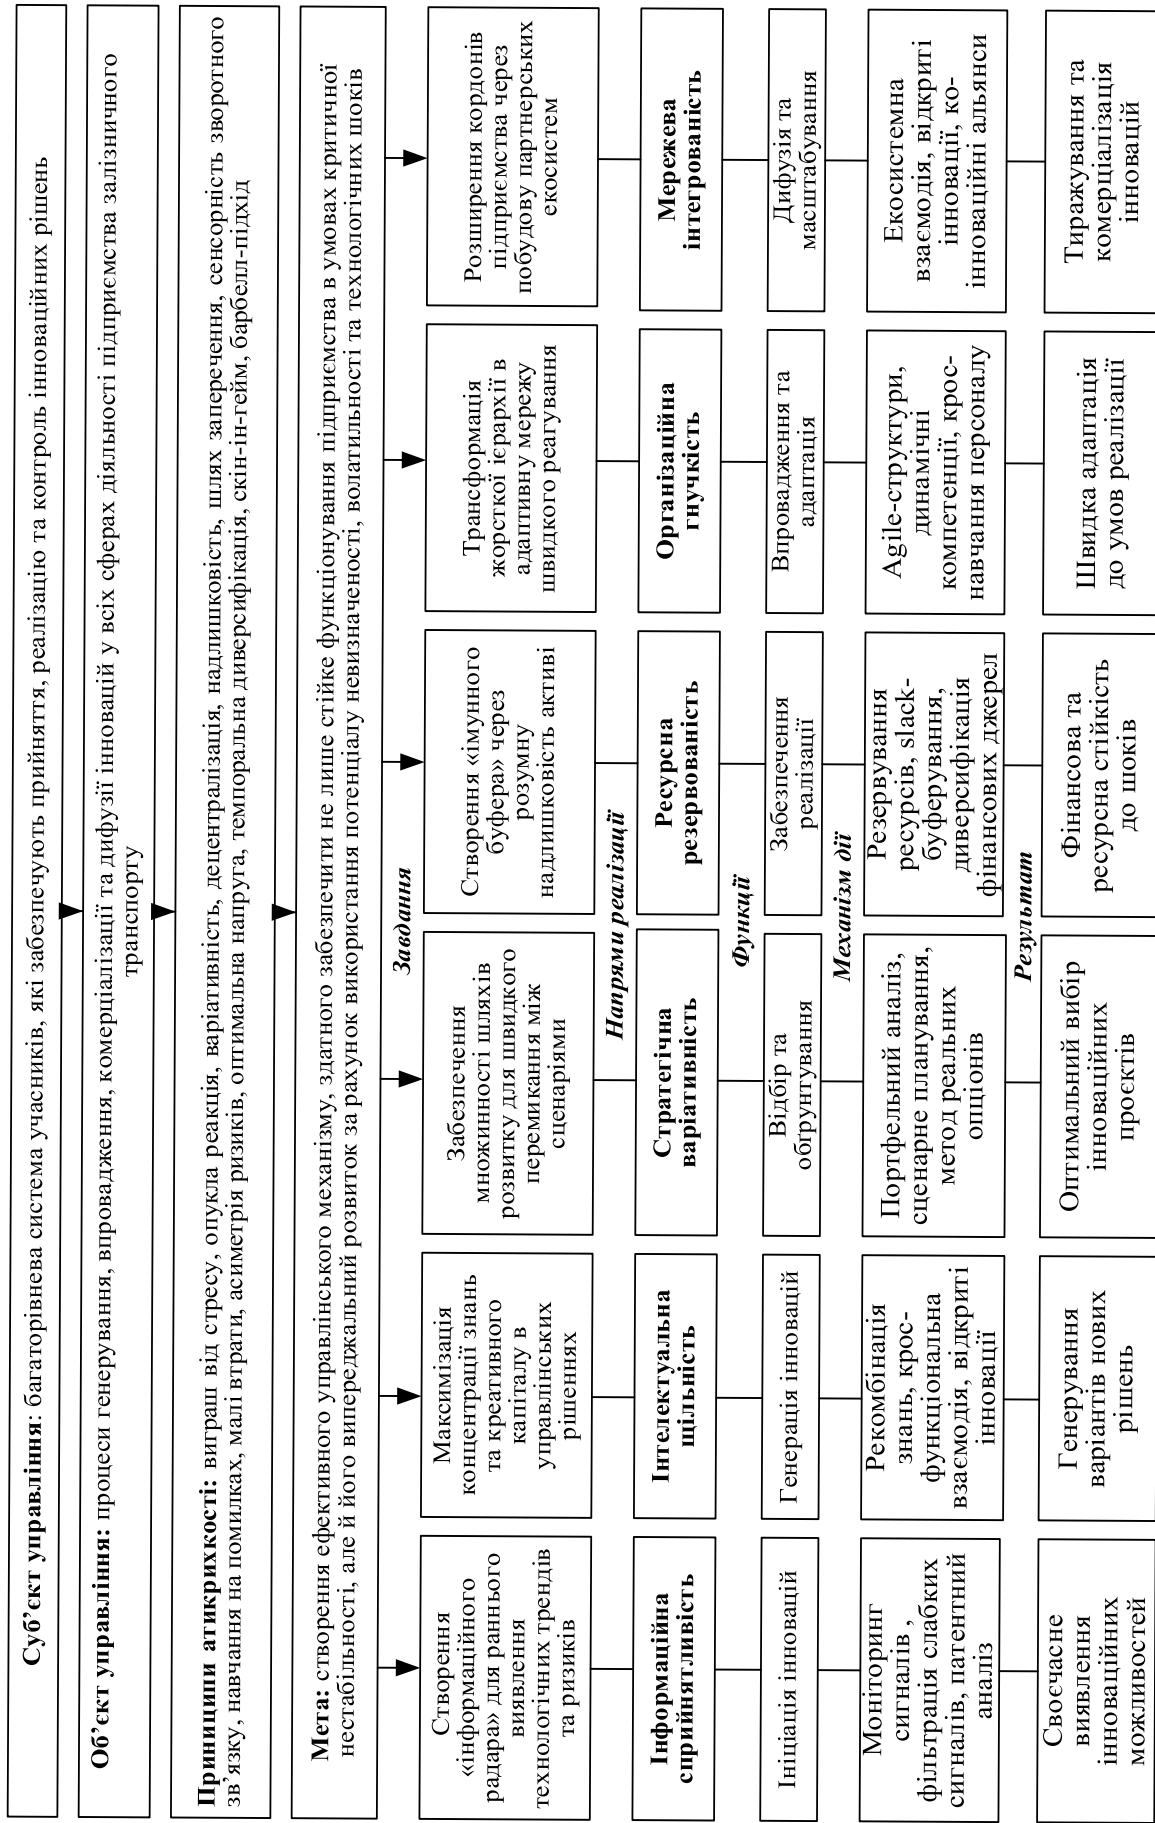 Суб’єкт управління: багаторівнева система учасників, які забезпечують прийняття, реалізацію та контроль інноваційних рішень
Об’єкт управління: процеси генерування, впровадження, комерціалізації та дифузії інновацій у всіх сферах діяльності підприємства залізничного
транспорту
Принципи атикрихкості: виграш від стресу, опукла реакція, варіативність, децентралізація, надлишковість, шлях заперечення, сенсорність зворотного
зв’язку, навчання на помилках, малі втрати, асиметрія ризиків, оптимальна напруга, темпоральна диверсифікація, скін-ін-гейм, барбелл-підхід
Мета: створення ефективного управлінського механізму, здатного забезпечити не лише стійке функціонування підприємства в умовах критичної
нестабільності, але й його випереджальний розвиток за рахунок використання потенціалу невизначеності, волатильності та технологічних шоків
Завдання
Створення
«інформаційного
радара» для раннього
виявлення
технологічних трендів
та ризиків
Максимізація
концентрації знань
та креативного
капіталу в
управлінських
рішеннях
Забезпечення
множинності шляхів
розвитку для швидкого
перемикання між
сценаріями
Створення «імунного
буфера» через
розумну
надлишковість активі
Трансформація
жорсткої ієрархії в
адаптивну мережу
швидкого реагування
Розширення кордонів
підприємства через
побудову партнерських
екосистем
Напрями реалізації
Інформаційна
сприйнятливість
Інтелектуальна
щільність
Стратегічна
варіативність
Ресурсна
резервованість
Організаційна
гнучкість
Мережева
інтегрованість
Функції
Ініціація інновацій
Генерація інновацій
Відбір та
обґрунтування
Забезпечення
реалізації
Впровадження та
адаптація
Дифузія та
масштабування
Механізм дії
Моніторинг
сигналів ,
фільтрація слабких
сигналів, патентний
аналіз
Рекомбінація
знань, крос-
функціональна
взаємодія, відкриті
інновації
Портфельний аналіз,
сценарне планування,
метод реальних
опціонів
Резервування
ресурсів, slack-
буферування,
диверсифікація
фінансових джерел
Agile-структури,
динамічні
компетенції, крос-
навчання персоналу
Екосистемна
взаємодія, відкриті
інновації, ко-
інноваційні альянси
Результат
Своєчасне
виявлення
інноваційних
можливостей
Генерування
варіантів нових
рішень
Оптимальний вибір
інноваційних
проєктів
Фінансова та
ресурсна стійкість
до шоків
Швидка адаптація
до умов реалізації
Тиражування та
комерціалізація
інновацій